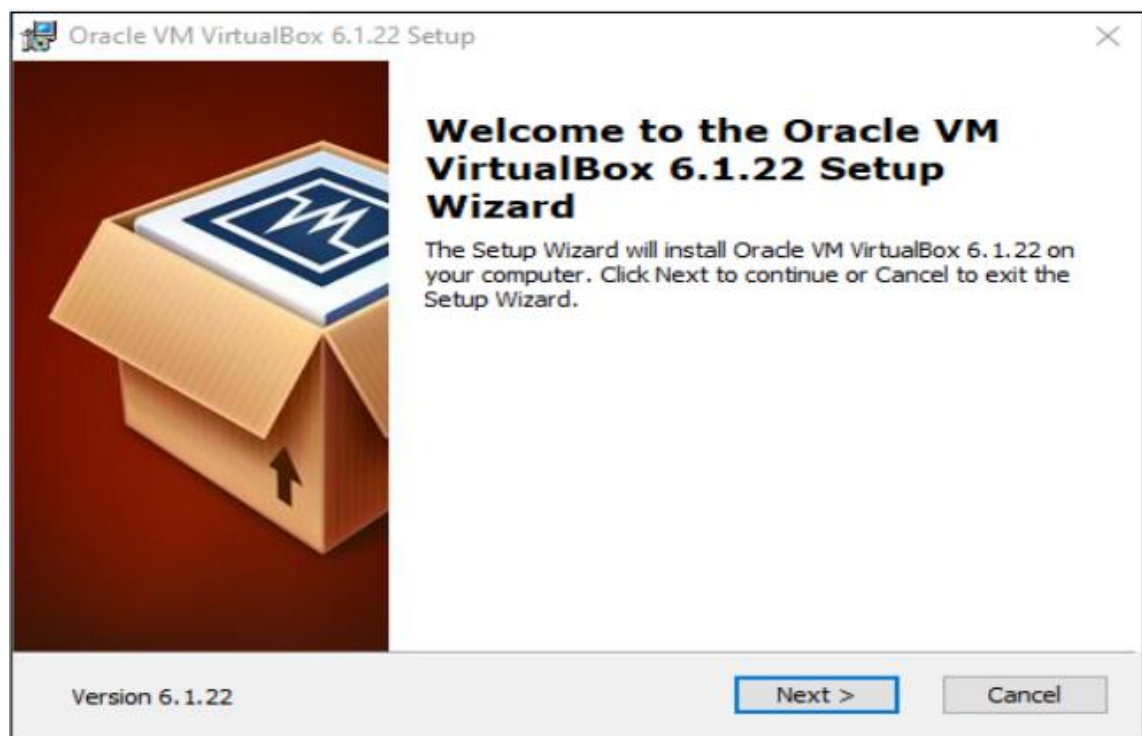 Oracle VM VirtualBox 6.1.22 Setup
Welcome to the Oracle VM
VirtualBox 6.1.22 Setup
Wizard
The Setup Wizard will install Oracle VM VirtualBox 6.1.22 on
your computer. Click Next to continue or Cancel to exit the
Setup Wizard.
Version 6.1.22
Next >
Cancel